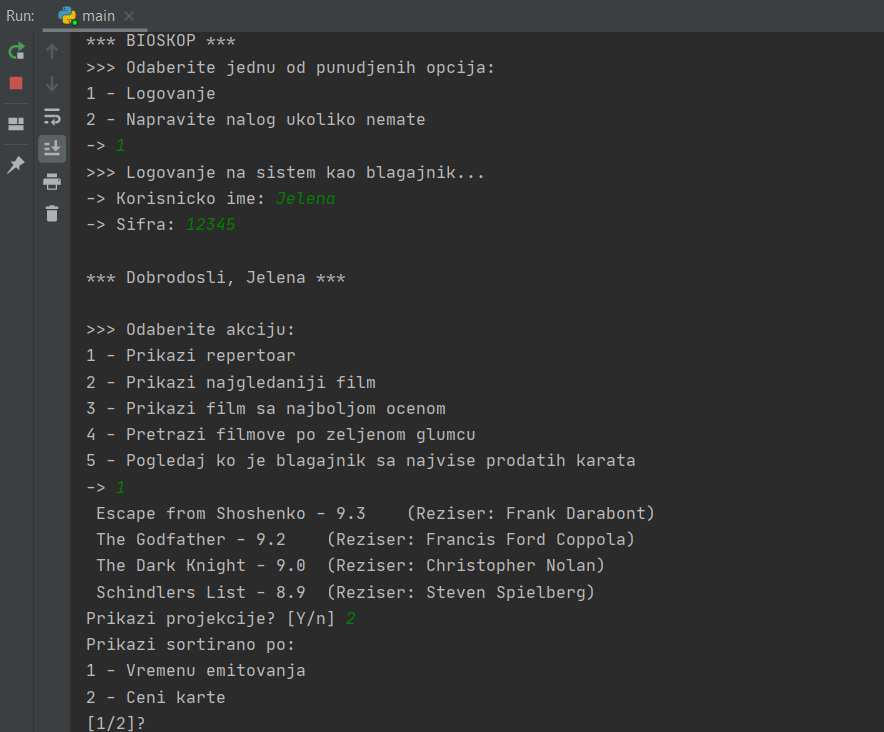 Run: main
*** BIOSKOP ***
>>> Odaberite jednu od punudjenih opcija:
1 - Logovanje
2 - Napravite nalog ukoliko nemate
-> 1
>>> Logovanje na sistem kao blagajnik...
-> Korisnicko ime: Jelena
-> Sifra: 12345
*** Dobrodosli, Jelena ***
>>> Odaberite akciju:
1 - Prikazi repertoar
2 - Prikazi najgledaniji film
3 - Prikazi film sa najboljom ocenom
4 - Pretrazi filmove po zeljenom glumcu
5 - Pogledaj ko je blagajnik sa najvise prodatih karata
-> 1
Escape from Shoshenko - 9.3    (Reziser: Frank Darabont)
The Godfather - 9.2    (Reziser: Francis Ford Coppola)
The Dark Knight - 9.0  (Reziser: Christopher Nolan)
Schindlers List - 8.9  (Reziser: Steven Spielberg)
Prikazi projekcije? [Y/n] 2
Prikazi sortirano po:
1 - Vremenu emitovanja
2 - Ceni karte
[1/2]?